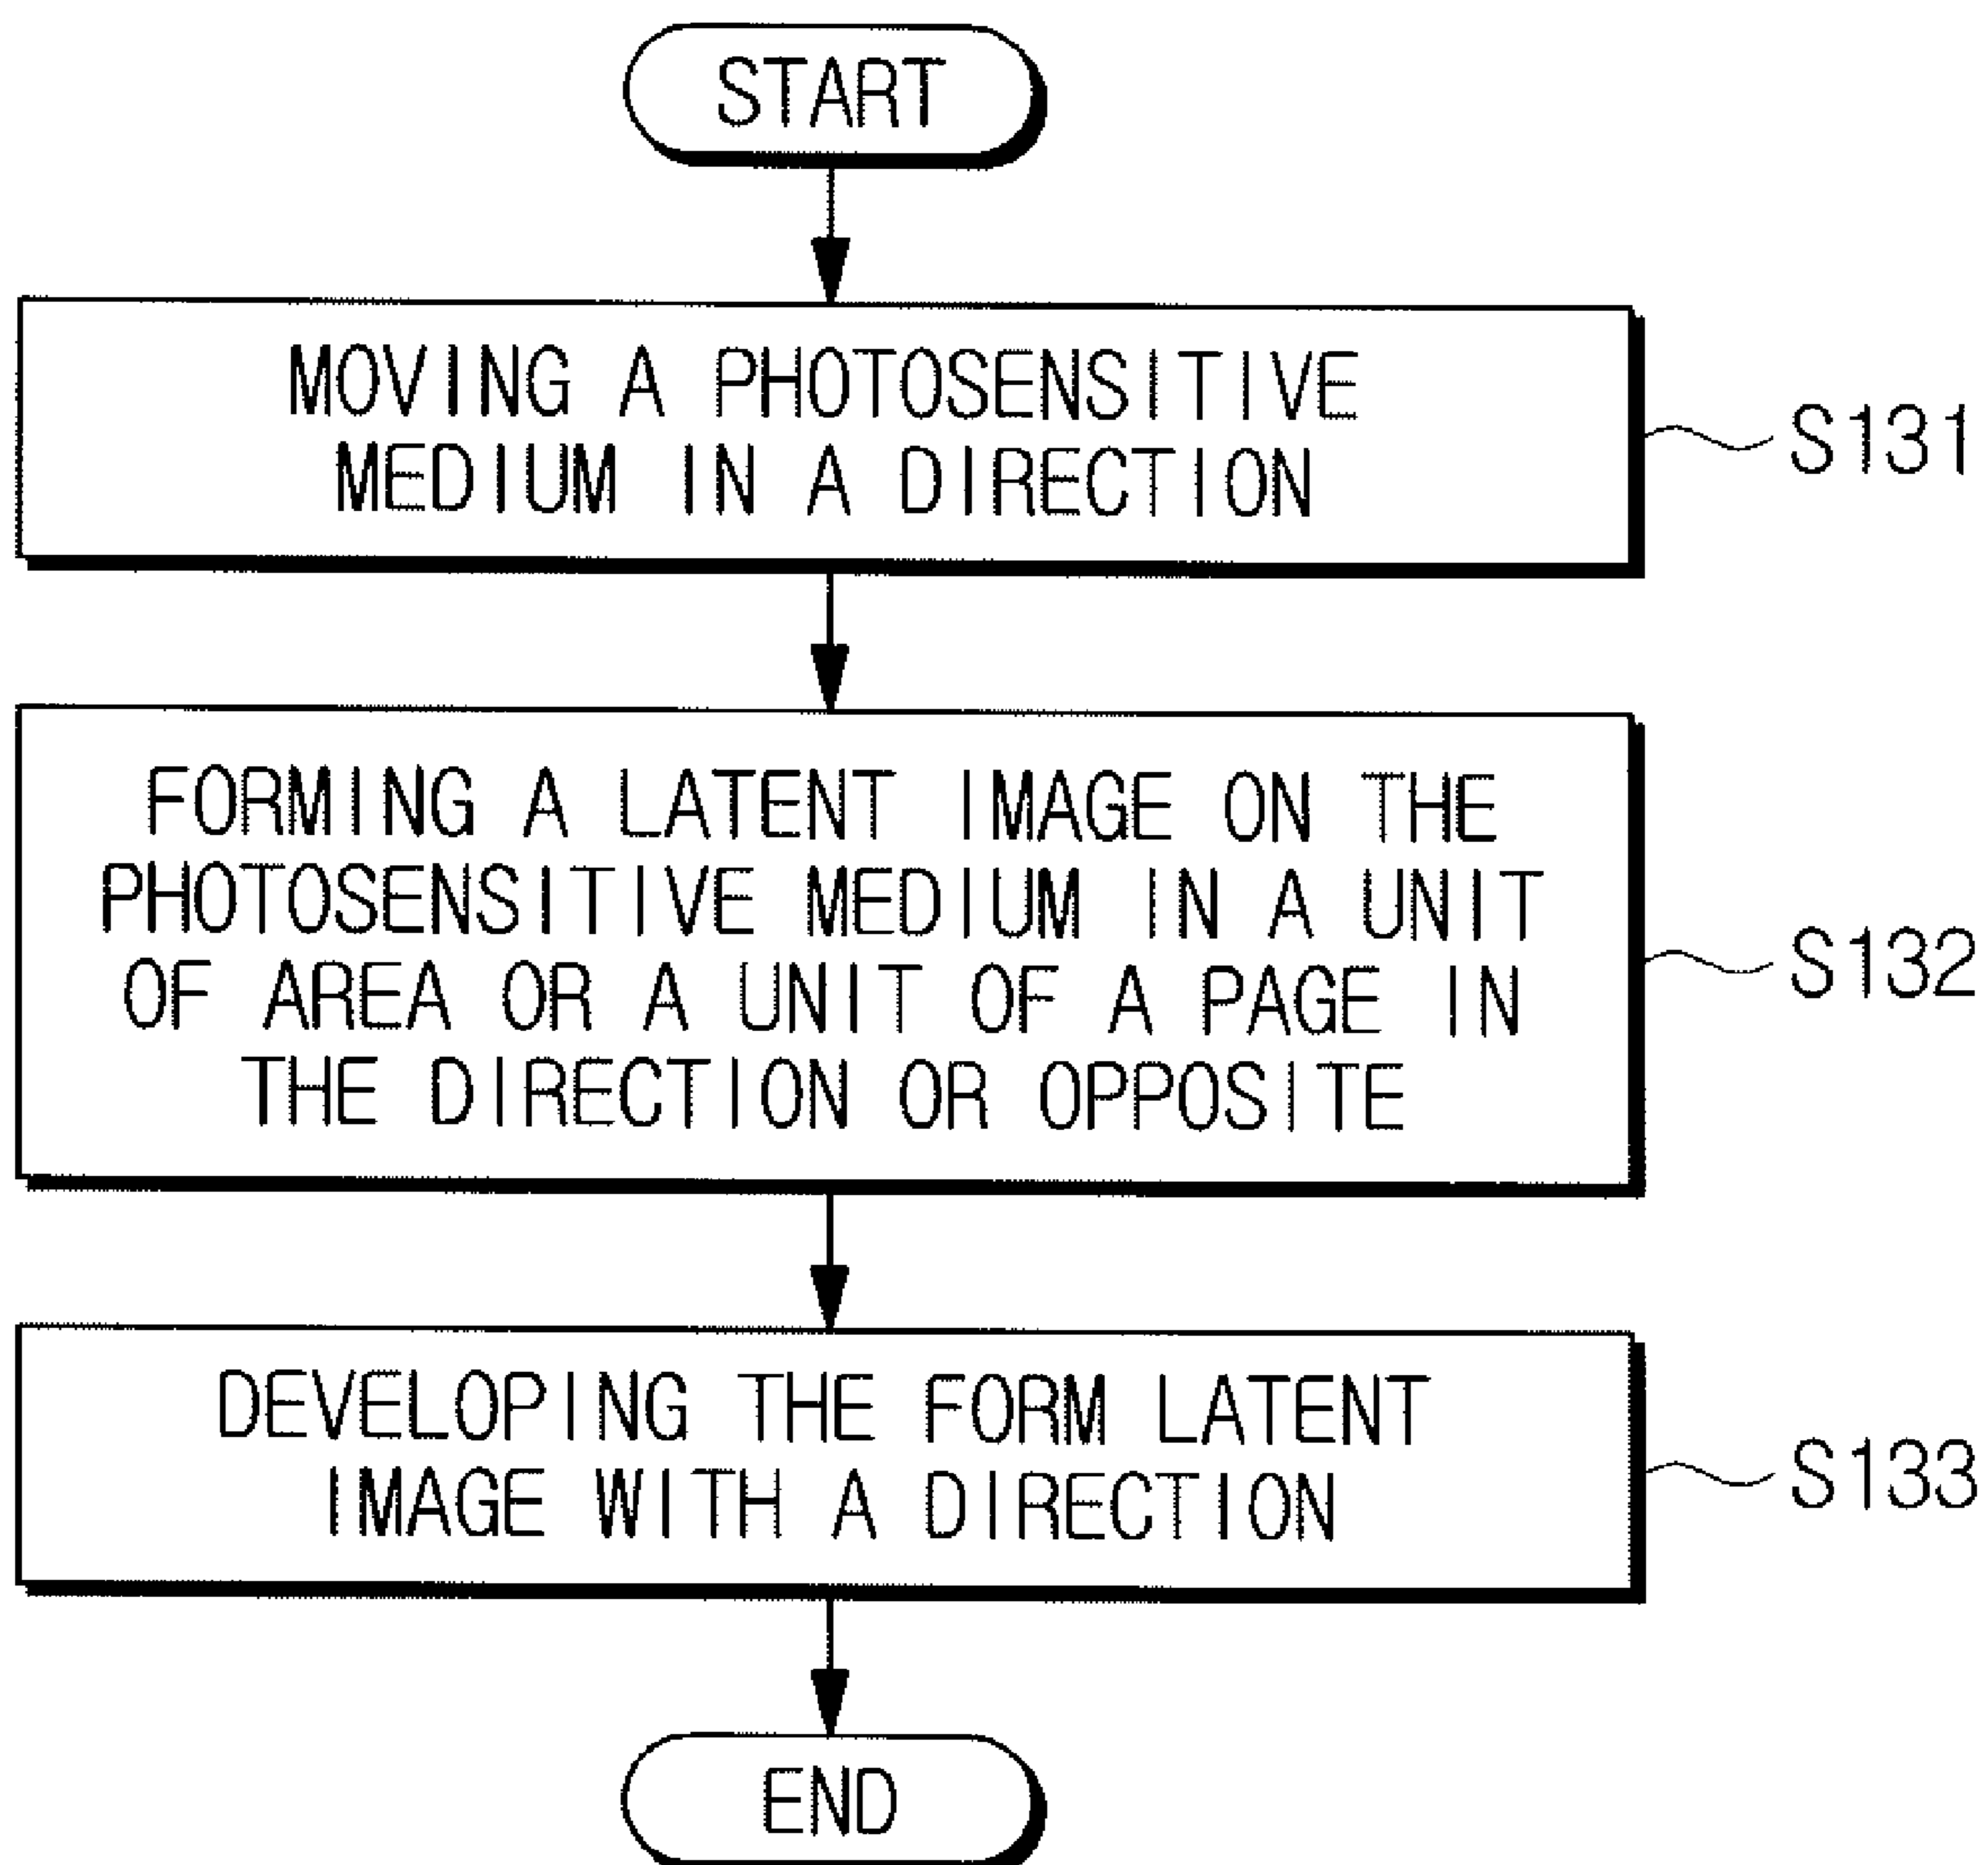 START
MOVING A PHOTOSENSITIVE
MEDIUM IN A DIRECTION
S131
FORMING A LATENT IMAGE ON THE
PHOTOSENSITIVE MEDIUM IN A UNIT
OF AREA OR A UNIT OF A PAGE IN
THE DIRECTION OR OPPOSITE
S132
DEVELOPING THE FORM LATENT
IMAGE WITH A DIRECTION
S133
END